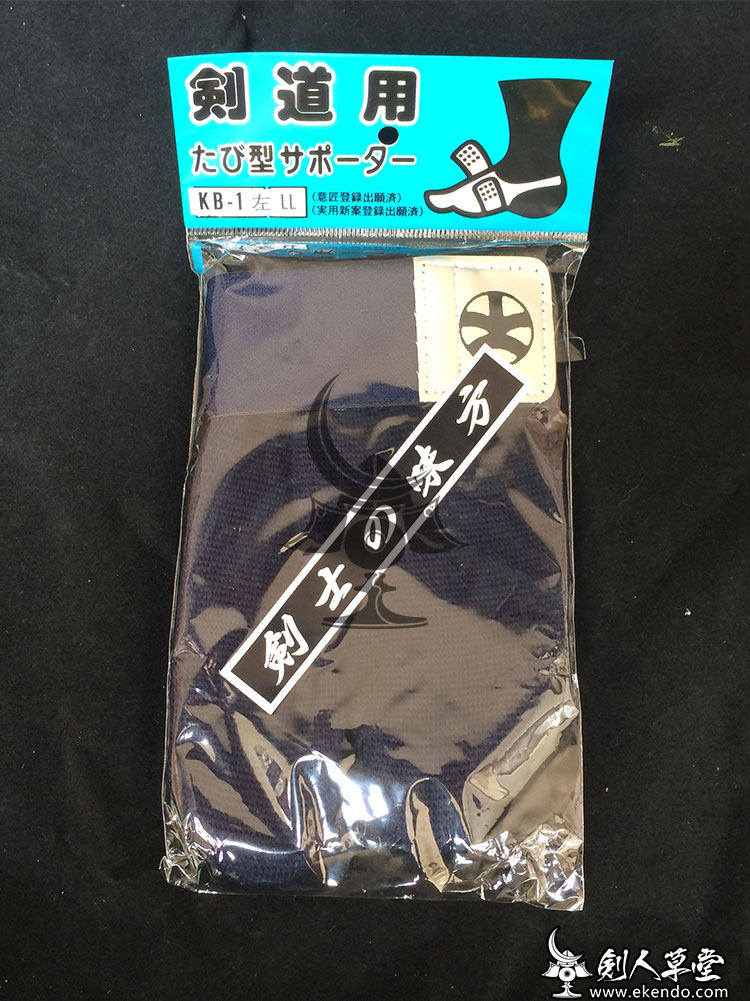 剣道用
たび型サポーター
KB-1 左 LL
(意匠登録出願済)
(実用新案登録出願済)
大
剣士の味方
剣人草堂
www.ekendo.com